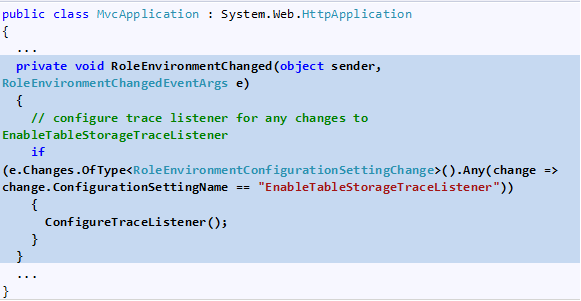 public class MvcApplication : System.Web.HttpApplication
{
  ...
  private void RoleEnvironmentChanged(object sender,
RoleEnvironmentChangedEventArgs e)
  {
    // configure trace listener for any changes to
EnableTableStorageTraceListener
    if
(e.Changes.OfType<RoleEnvironmentConfigurationSettingChange>().Any(change =>
change.ConfigurationSettingName == "EnableTableStorageTraceListener"))
    {
      ConfigureTraceListener();
    }
  }
  ...
}